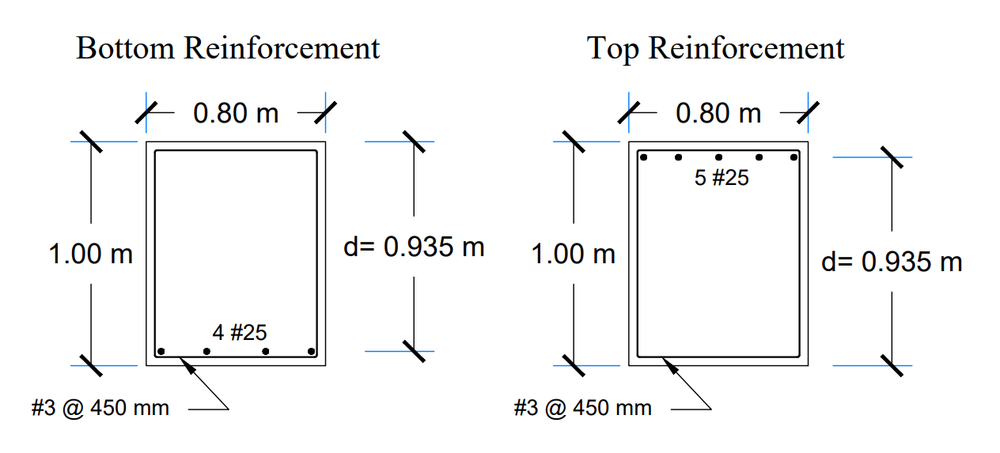 Bottom Reinforcement
0.80 m
1.00 m
d= 0.935 m
4 #25
#3 @ 450 mm
Top Reinforcement
0.80 m
5 #25
1.00 m
d= 0.935 m
#3 @ 450 mm